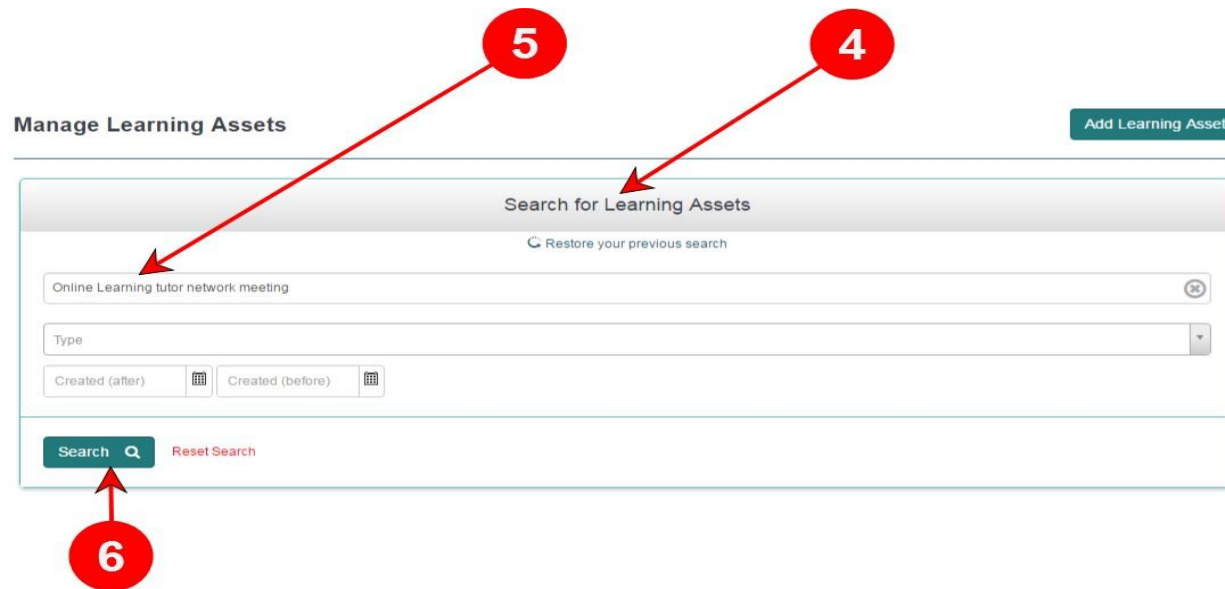 5
4
Manage Learning Assets
Add Learning Asset
Search for Learning Assets
Restore your previous search
Online Learning tutor network meeting
Type
Created (after)
Created (before)
Search
Reset Search
6